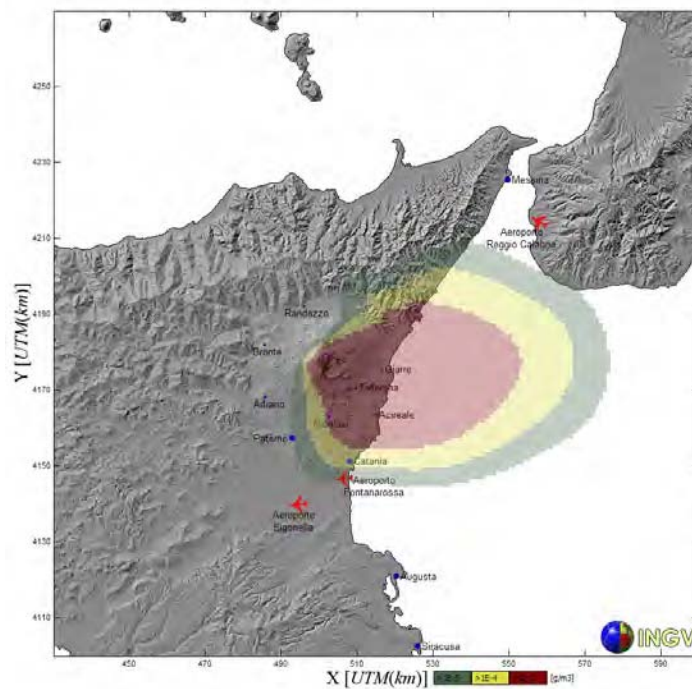 4250
4230
Messina
4210
Aeroporto
Reggio Calabria
Y [UTM(km)]
4190
Randazzo
Bronte
Giarre
4170
Adrano
Acireale
Paternò
4150
Catania
Aeroporto
Fontanarossa
Aeroporto
Sigonella
4130
Augusta
4110
Siracusa
INGV
450 470 490 510 530 550 570 590
X [UTM(km)]
>1E-4
[g/m3]